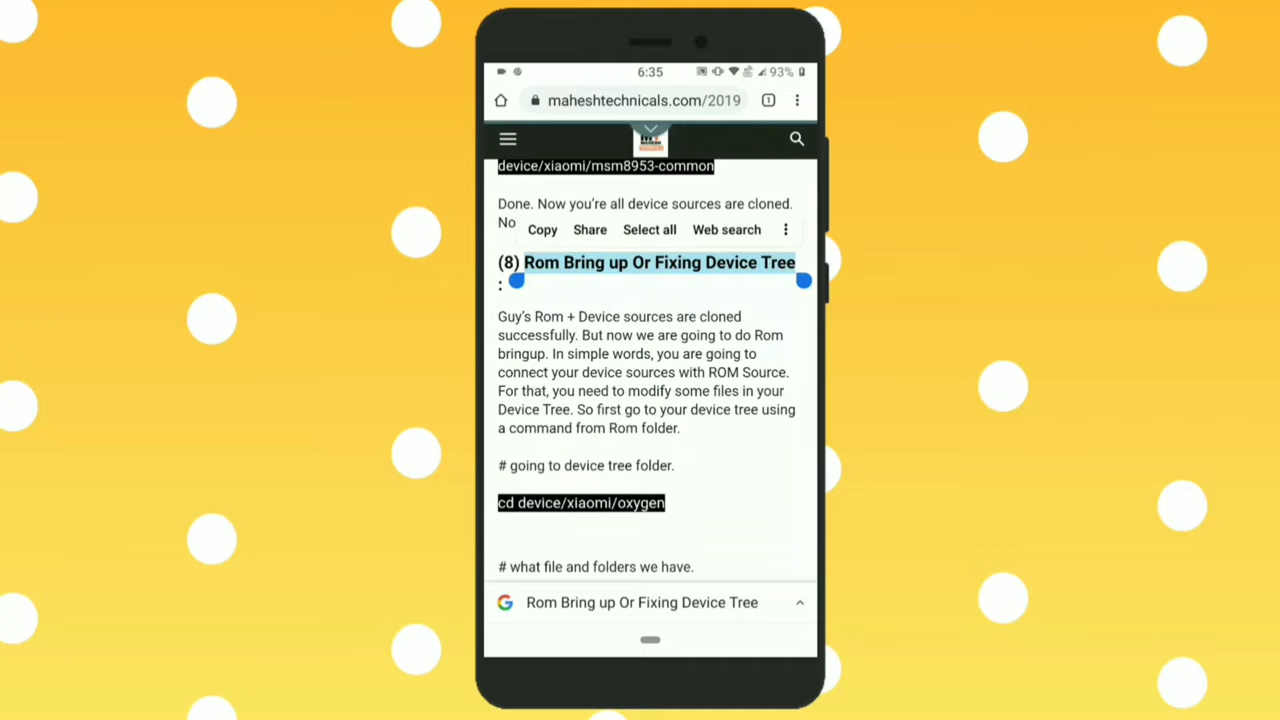 6:35
93%
maheshtechnicals.com/2019
1
device/xiaomi/msm8953-common
Done. Now you’re all device sources are cloned.
No
Copy Share Select all Web search
(8) Rom Bring up Or Fixing Device Tree
:
Guy’s Rom + Device sources are cloned
successfully. But now we are going to do Rom
bringup. In simple words, you are going to
connect your device sources with ROM Source.
For that, you need to modify some files in your
Device Tree. So first go to your device tree using
a command from Rom folder.
# going to device tree folder.
cd device/xiaomi/oxygen
# what file and folders we have.
Rom Bring up Or Fixing Device Tree